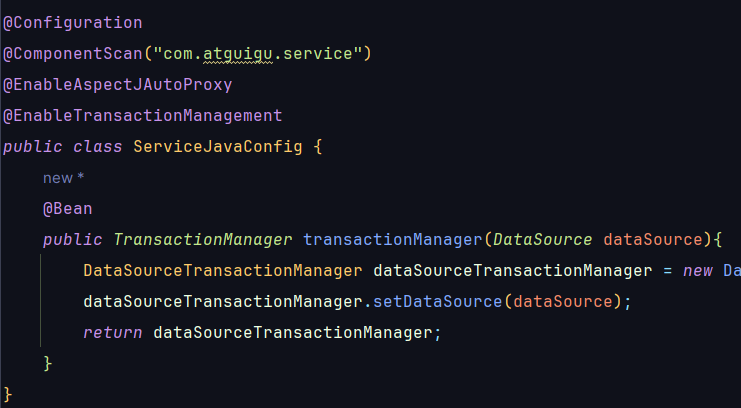 @Configuration
@ComponentScan("com.atguigu.service")
@EnableAspectJAutoProxy
@EnableTransactionManagement
public class ServiceJavaConfig {
new *
@Bean
public TransactionManager transactionManager(DataSource dataSource){
DataSourceTransactionManager dataSourceTransactionManager = new Da
dataSourceTransactionManager.setDataSource(dataSource);
return dataSourceTransactionManager;
}
}